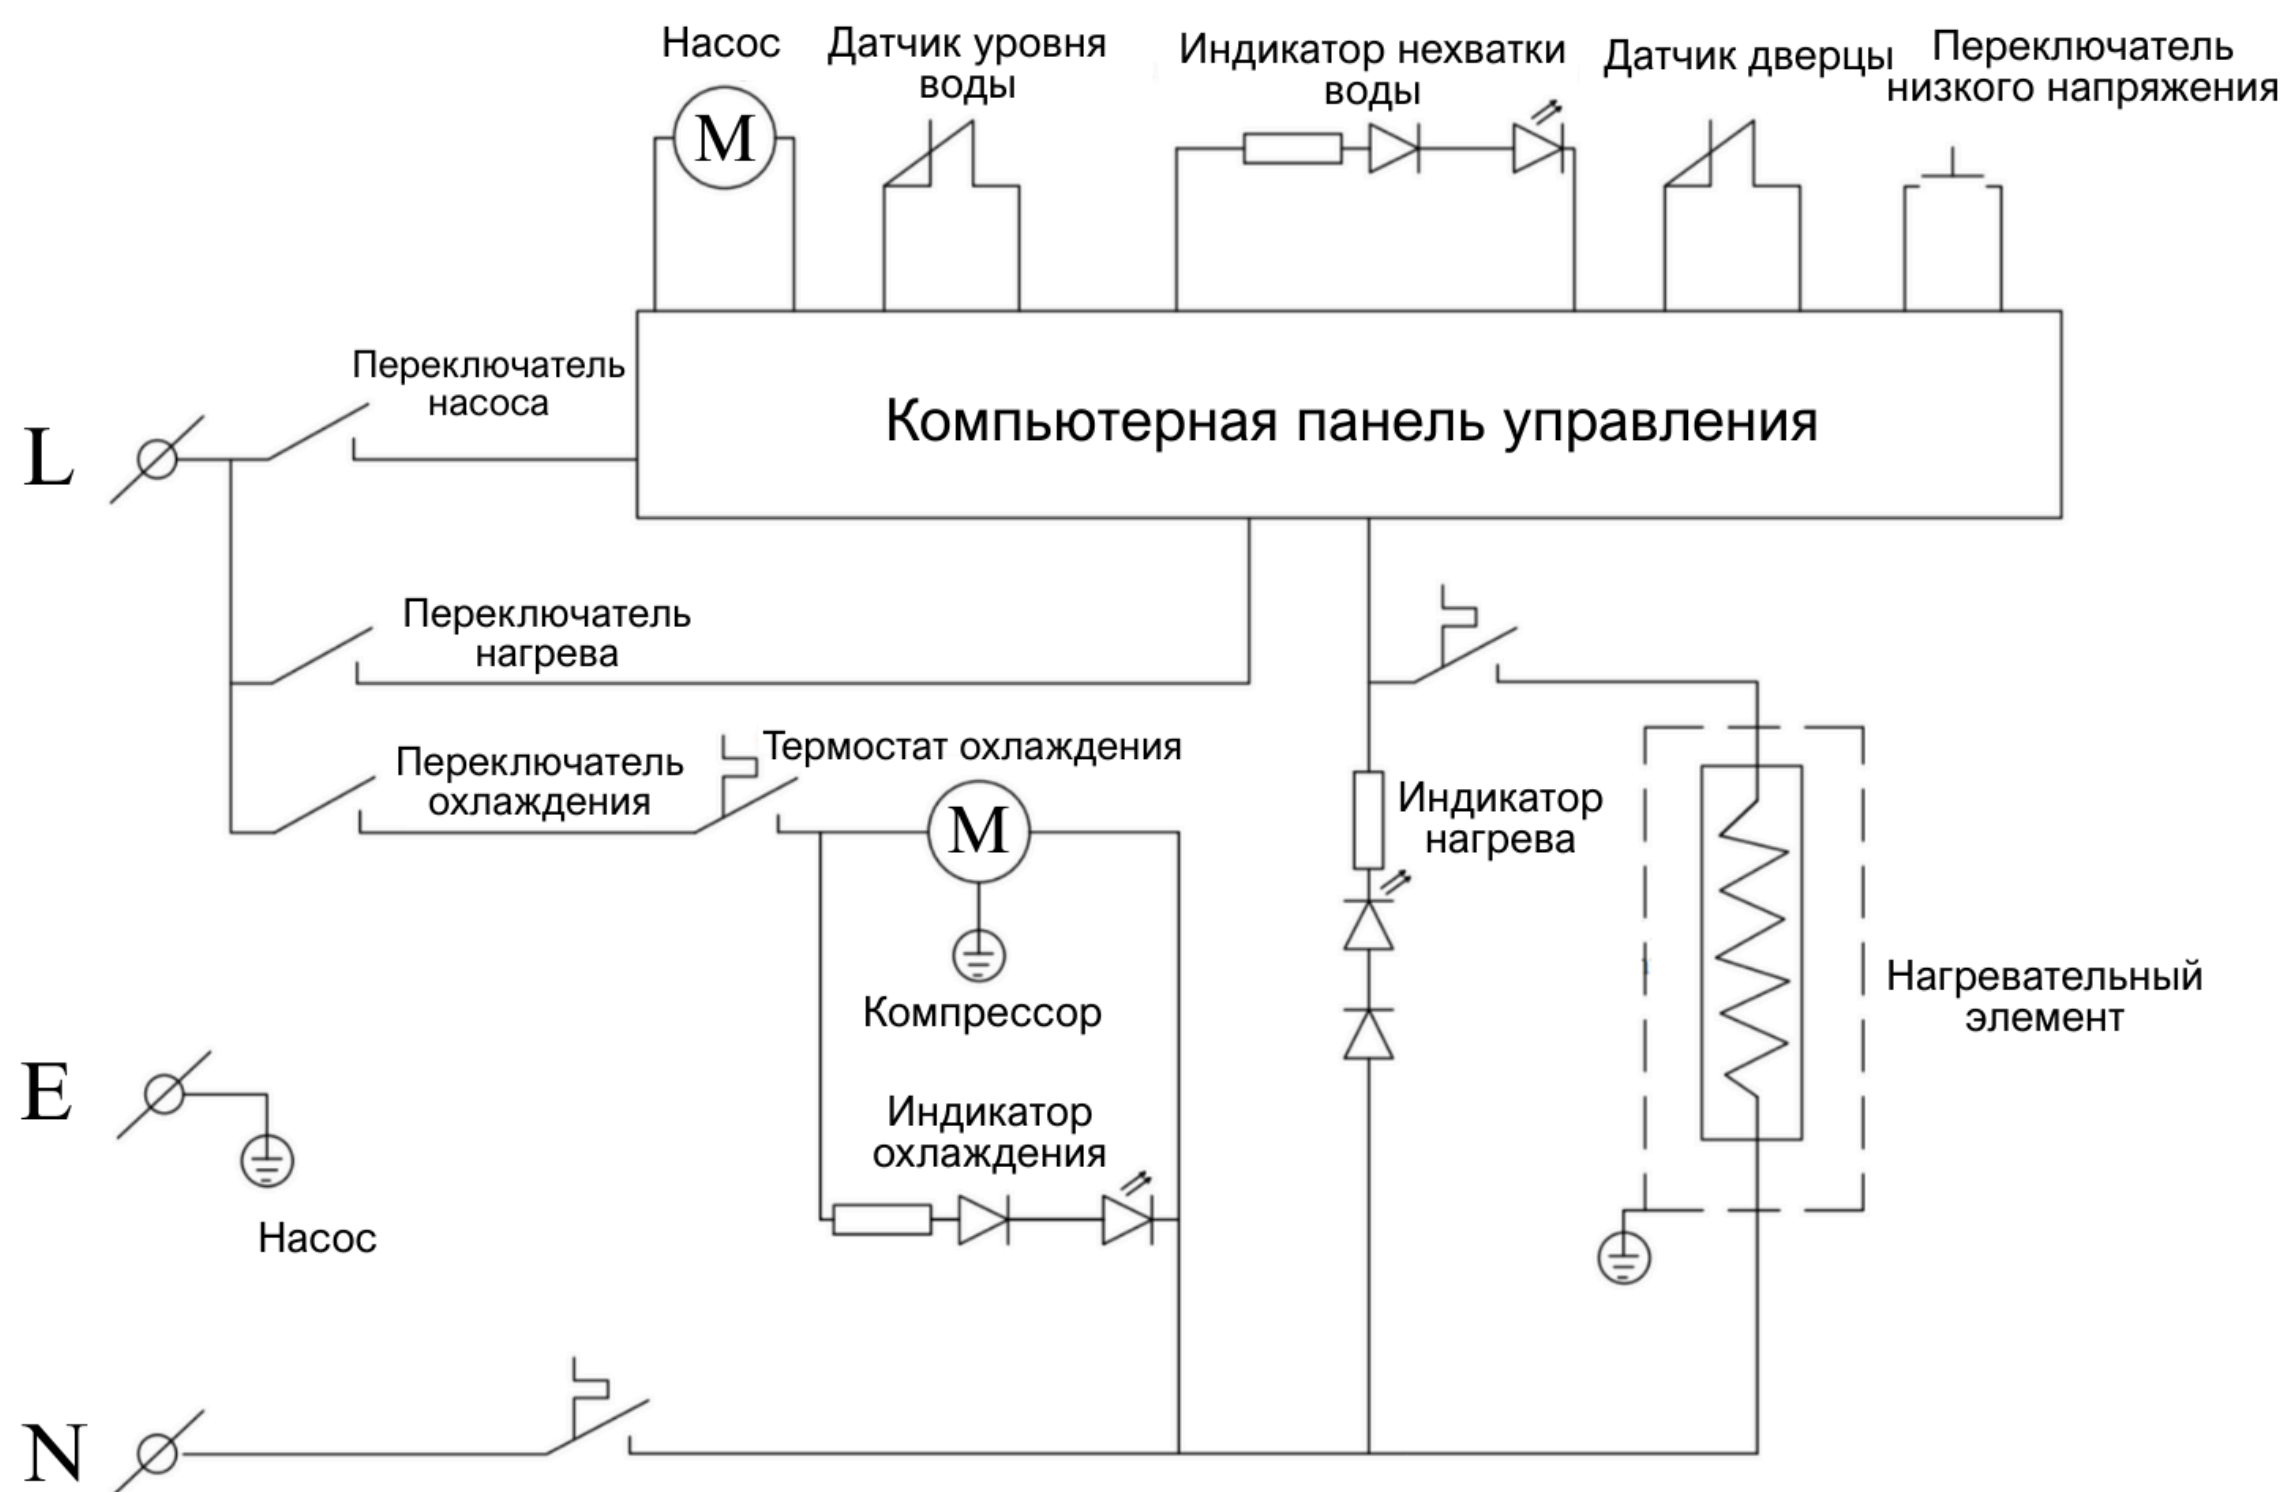 Насос
Датчик уровня
воды
Индикатор нехватки
воды
Датчик дверцы
Переключатель
низкого напряжения
M
Переключатель
насоса
L
Компьютерная панель управления
Переключатель
нагрева
Переключатель
охлаждения
Термостат охлаждения
M
Индикатор
нагрева
Компрессор
Нагревательный
элемент
E
Индикатор
охлаждения
Насос
N